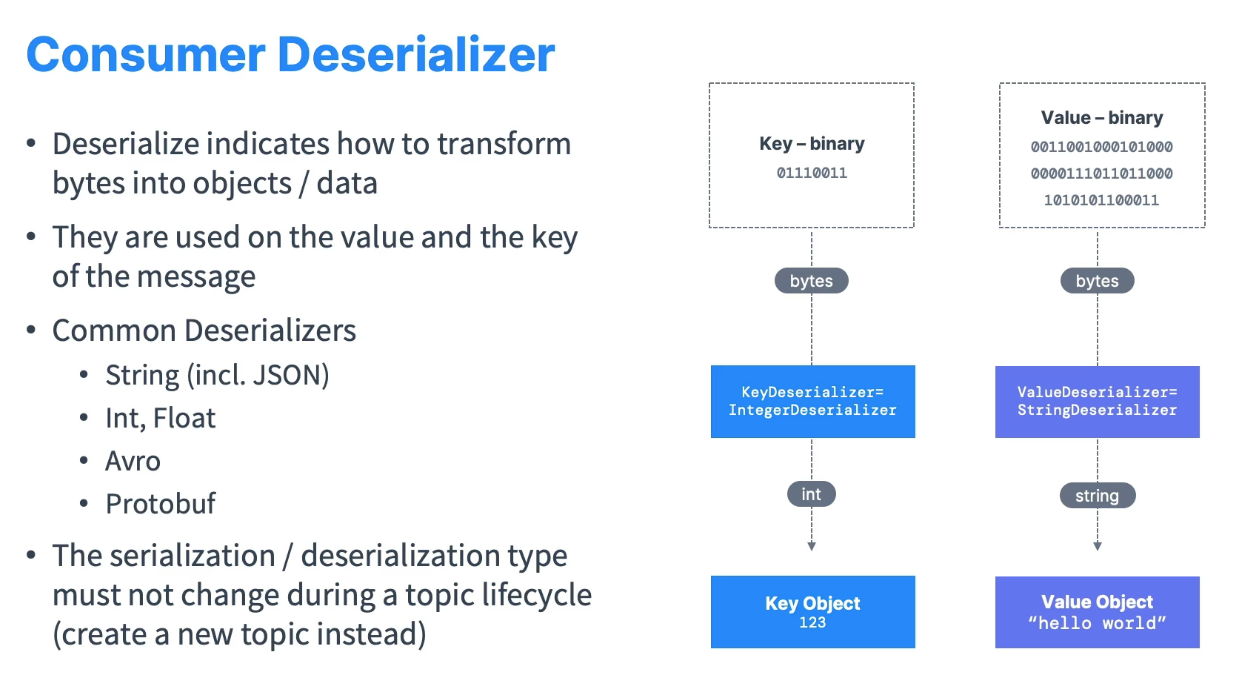 Consumer Deserializer
• Deserialize indicates how to transform
bytes into objects / data
• They are used on the value and the key
of the message
• Common Deserializers
• String (incl. JSON)
• Int, Float
• Avro
• Protobuf
• The serialization / deserialization type
must not change during a topic lifecycle
(create a new topic instead)
Key – binary
01110011
bytes
KeyDeserializer=
IntegerDeserializer
int
Key Object
123
Value – binary
0011001000101000
0000111011011000
1010101100011
bytes
ValueDeserializer=
StringDeserializer
string
Value Object
“hello world”